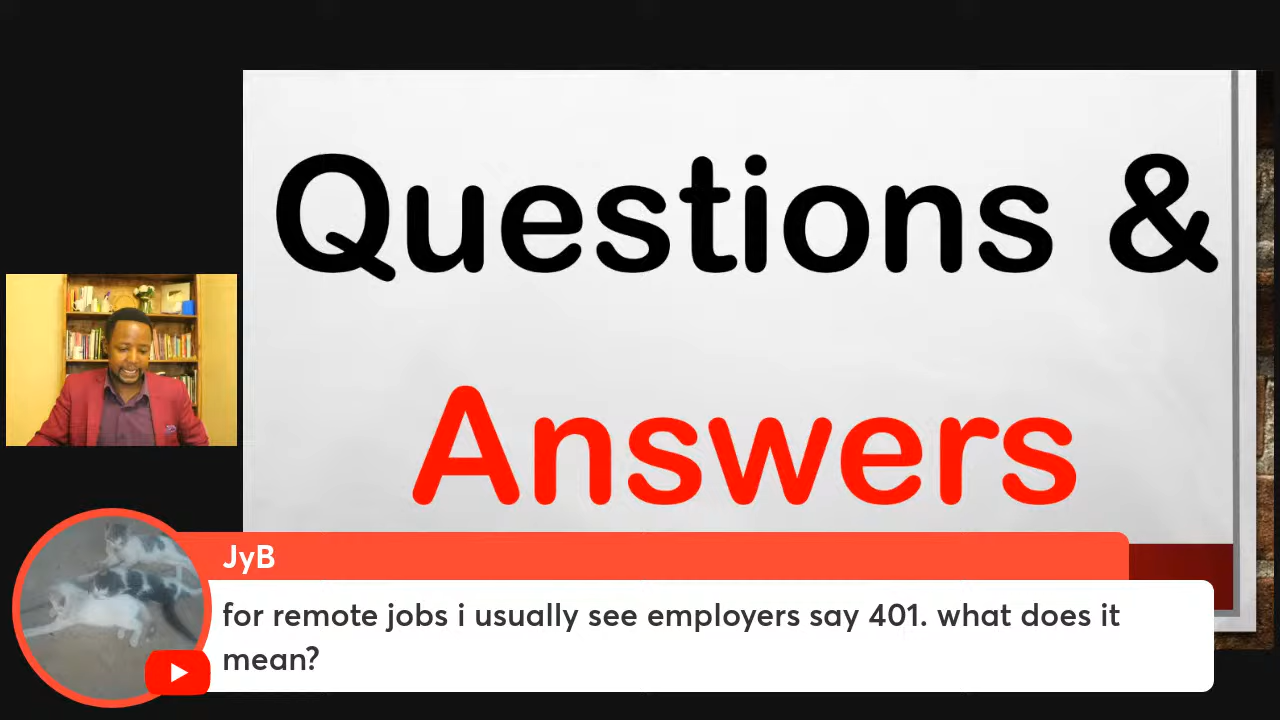 Questions &
Answers
JyB
for remote jobs i usually see employers say 401. what does it
mean?